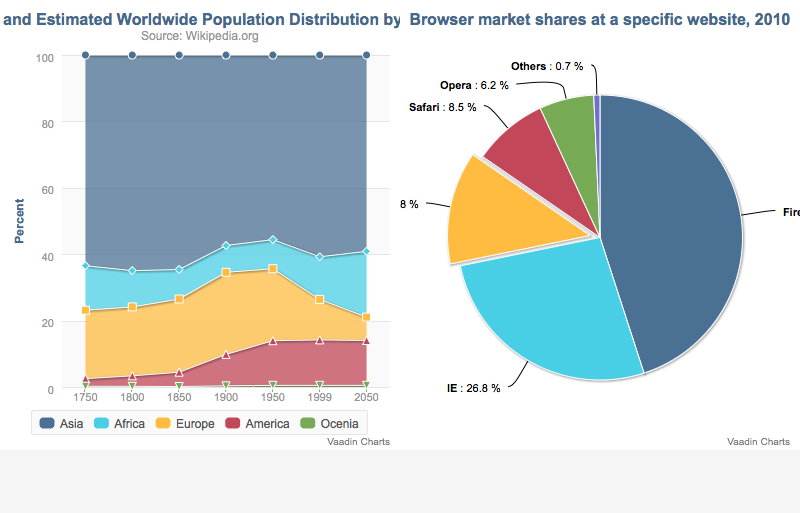 and Estimated Worldwide Population Distribution by
Source: Wikipedia.org
Percent
100
80
60
40
20
0
1750 1800 1850 1900 1950 1999 2050
Asia Africa Europe America Ocenia
Vaadin Charts
Browser market shares at a specific website, 2010
Others : 0.7 %
Opera : 6.2 %
Safari : 8.5 %
8 %
Fire
IE : 26.8 %
Vaadin Charts